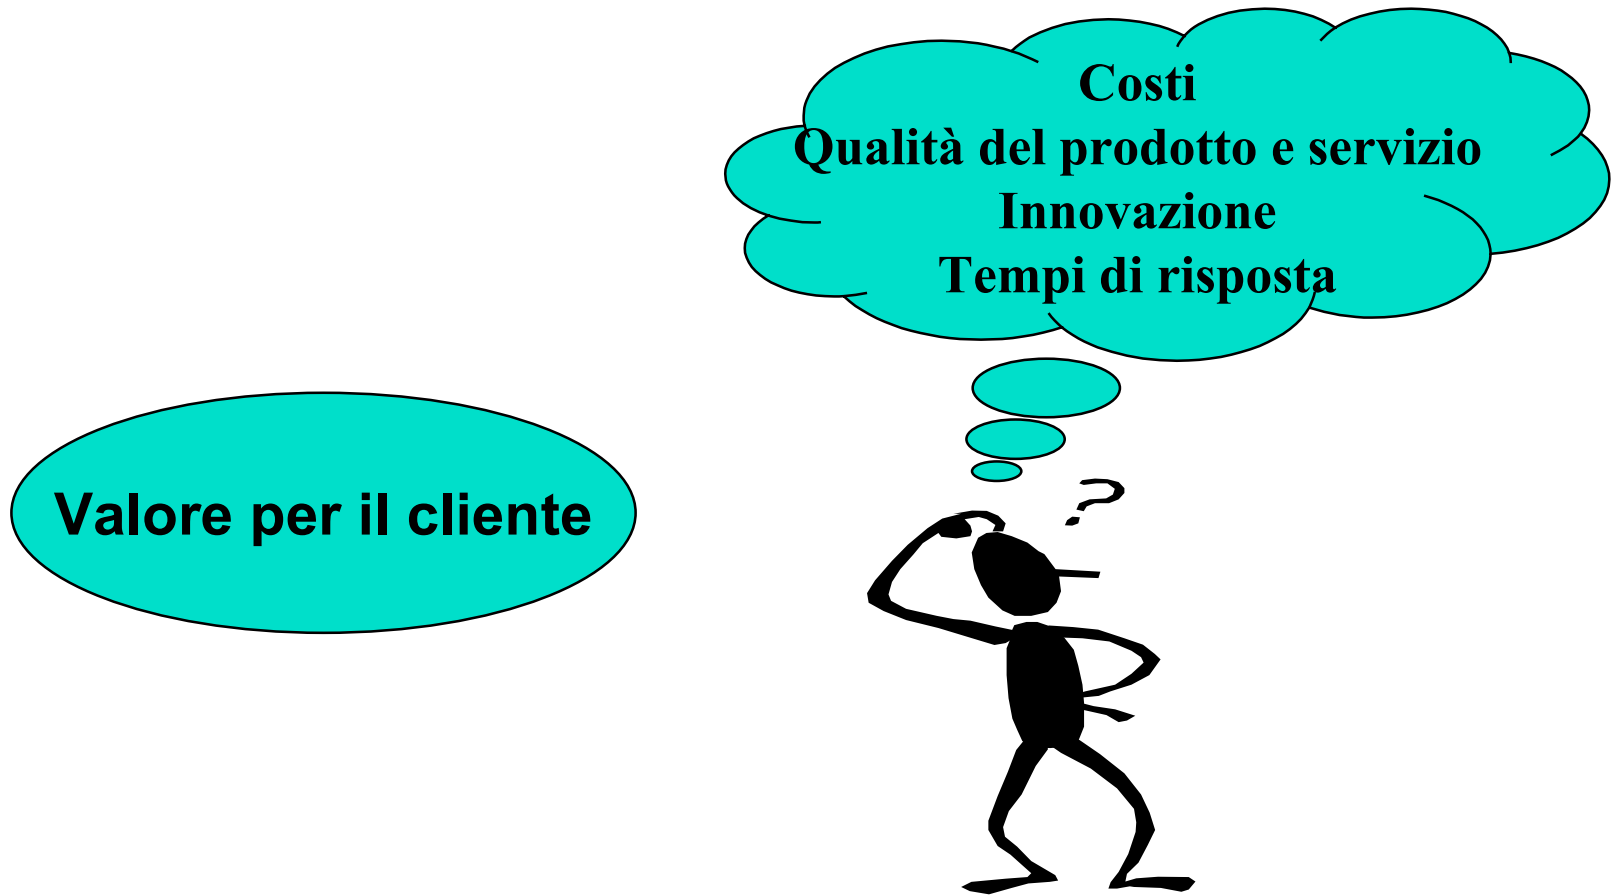 Costi
Qualità del prodotto e servizio
Innovazione
Tempi di risposta
Valore per il cliente
?